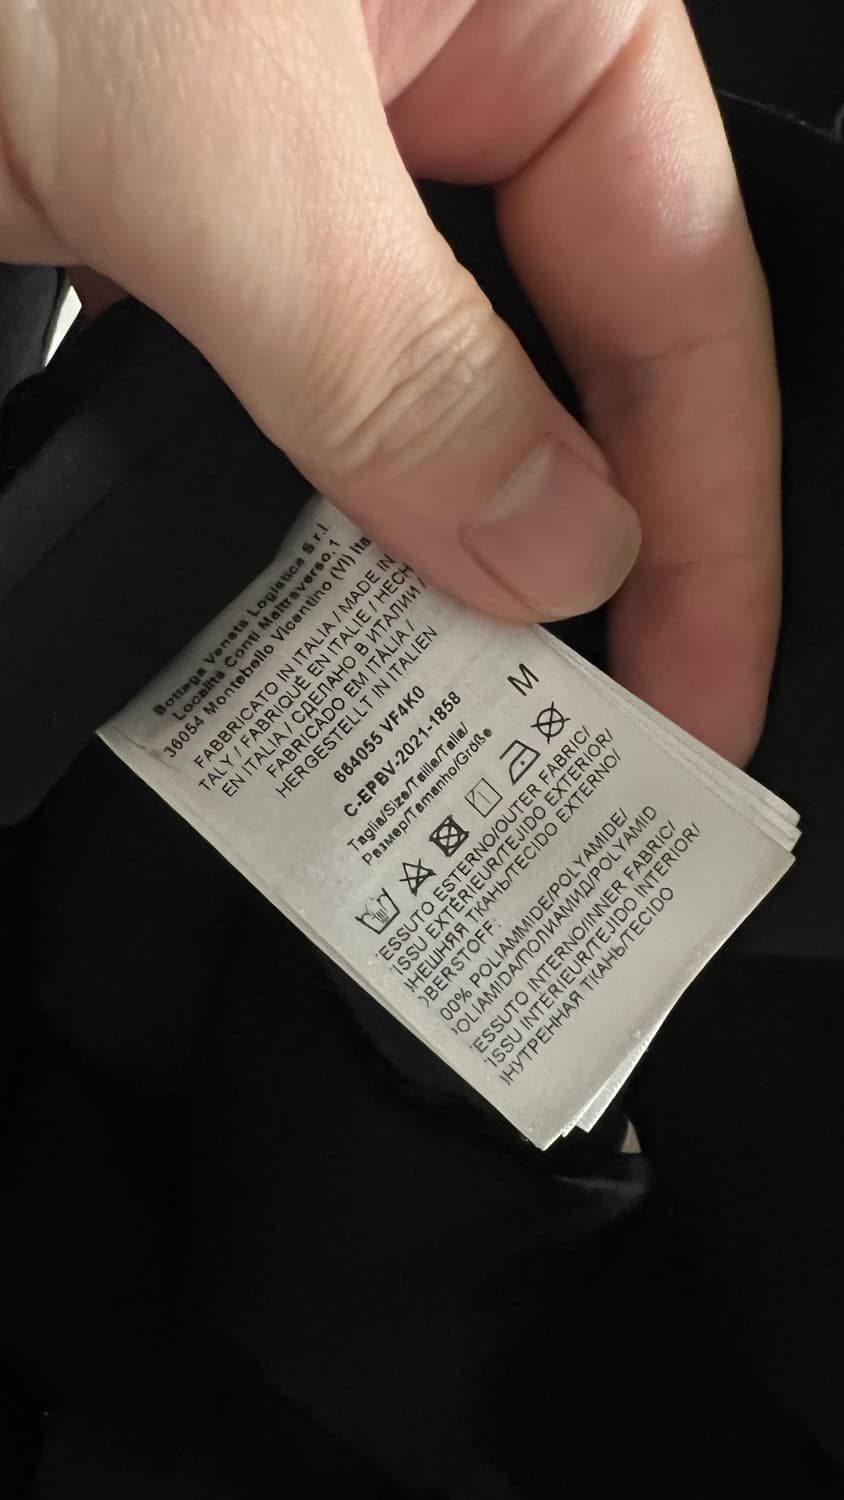 Bottega Veneta Logistica S.r.l.
Località Conti Maltraverso,1
36054 Montebello Vicentino (VI) Ita
FABBRICATO IN ITALIA / MADE IN
TALY / FABRIQUÉ EN ITALIE / HECH
EN ITALIA / СДЕЛАНО В ИТАЛИИ /
FABRICADO EM ITÁLIA /
HERGESTELLT IN ITALIEN
664055 VF4K0
C-EPBV-2021-1858
Taglia/Size/Taille/Talla/
Размер/Tamanho/Größe
M
ESSUTO ESTERNO/OUTER FABRIC/
ISSU EXTÉRIEUR/TEJIDO EXTERIOR/
НЕШНЯЯ ТКАНЬ/TECIDO EXTERNO/
OBERSTOFF:
00% POLIAMMIDE/POLYAMIDE/
POLIAMIDA/ПОЛИАМИД/POLYAMID
ESSUTO INTERNO/INNER FABRIC/
ISSU INTERIEUR/TEJIDO INTERIOR/
НУТРЕННАЯ ТКАНЬ/TECIDO